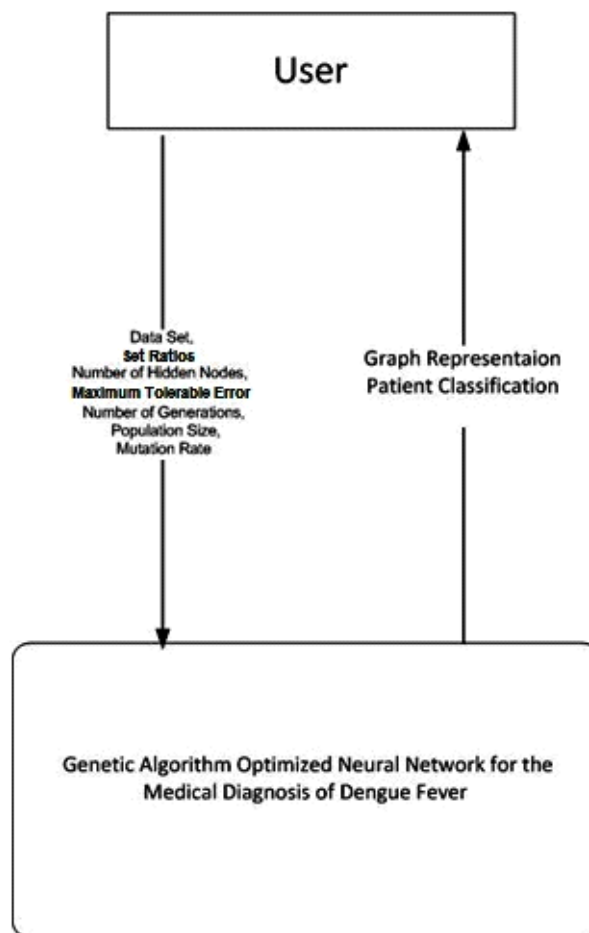 User
Data Set,
Set Ratios
Number of Hidden Nodes,
Maximum Tolerable Error
Number of Generations,
Population Size,
Mutation Rate
Graph Representaion
Patient Classification
Genetic Algorithm Optimized Neural Network for the
Medical Diagnosis of Dengue Fever